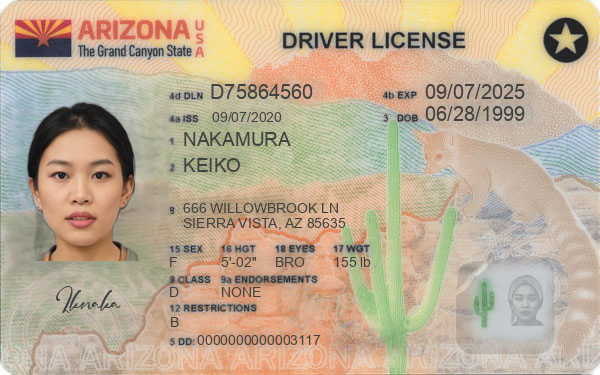 ARIZONA USA
The Grand Canyon State
DRIVER LICENSE
4d DLN D75864560
4b EXP 09/07/2025
4a ISS 09/07/2020
3 DOB 06/28/1999
1 NAKAMURA
2 KEIKO
8 666 WILLOWBROOK LN
SIERRA VISTA, AZ 85635
15 SEX 16 HGT 18 EYES 17 WGT
F 5'-02" BRO 155 lb
9 CLASS 9a ENDORSEMENTS
D NONE
12 RESTRICTIONS
B
5 DD: 0000000000003117
ARIZONA ARIZONA ARIZONA ARIZONA